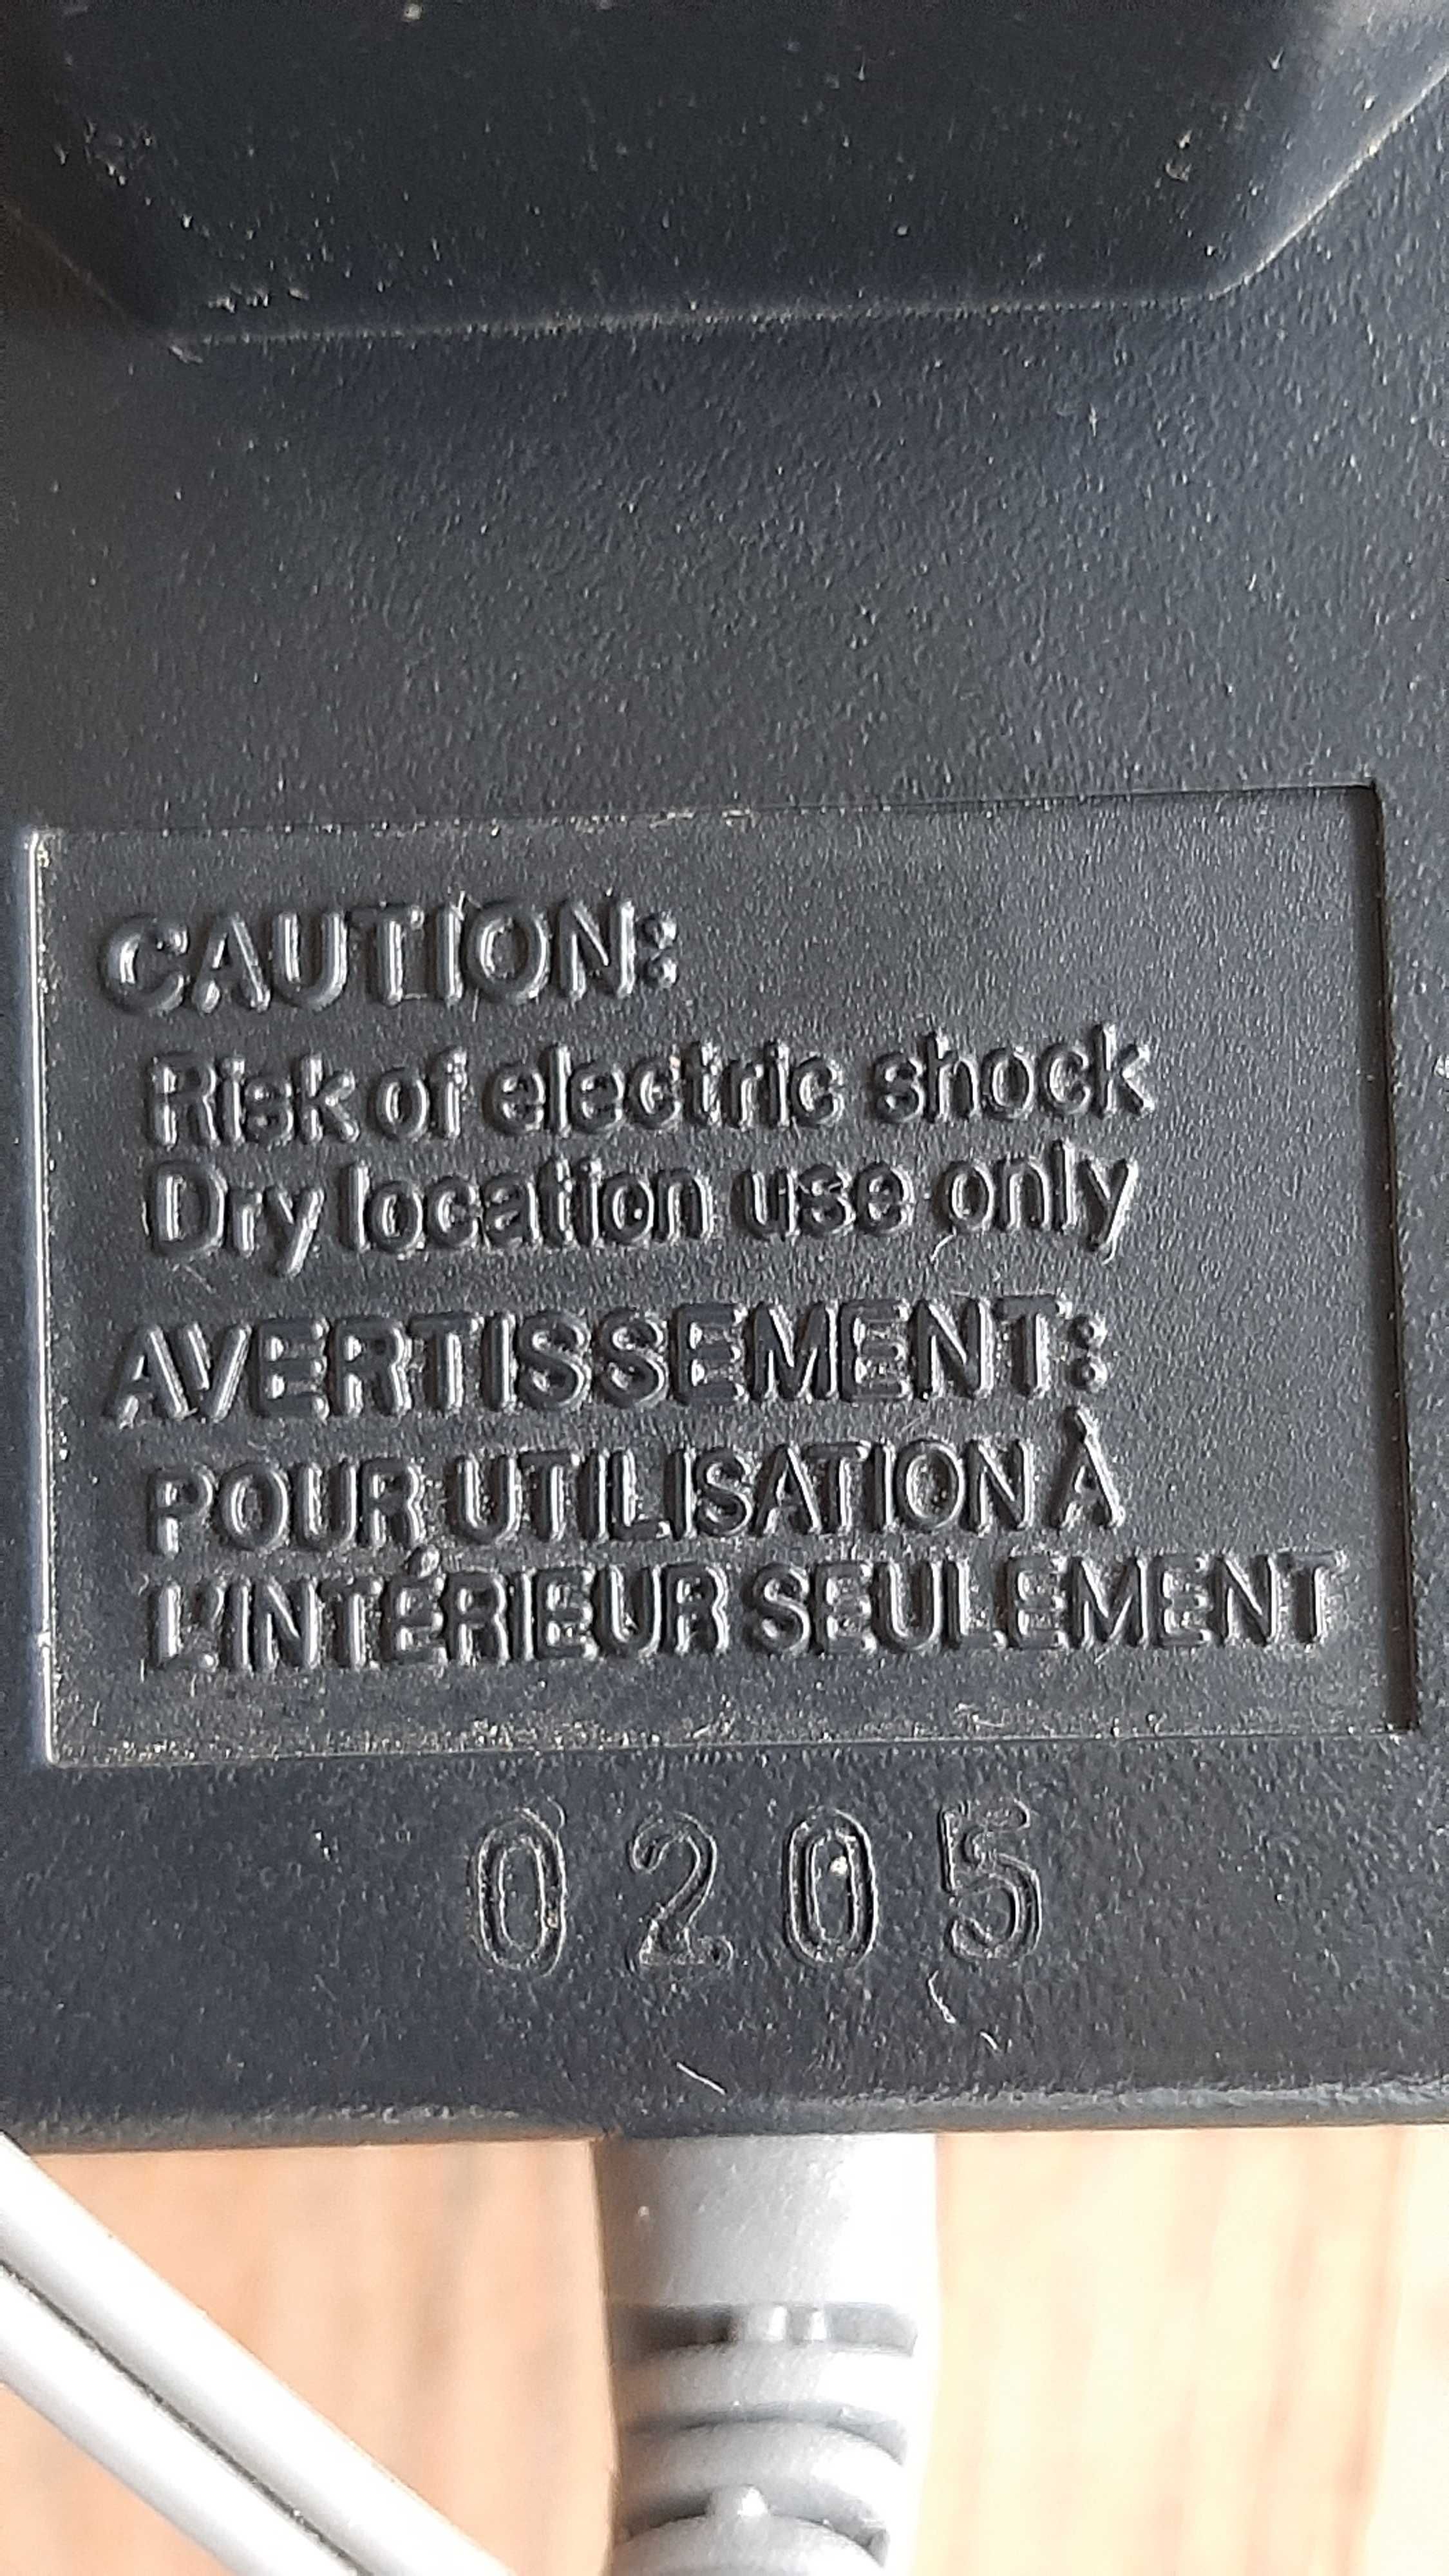 CAUTION:
Risk of electric shock
Dry location use only
AVERTISSEMENT:
POUR UTILISATION À
L'INTÉRIEUR SEULEMENT
0205